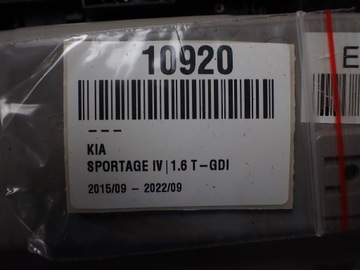 10920
---
KIA
SPORTAGE IV|1.6 T-GDI
2015/09 - 2022/09
E